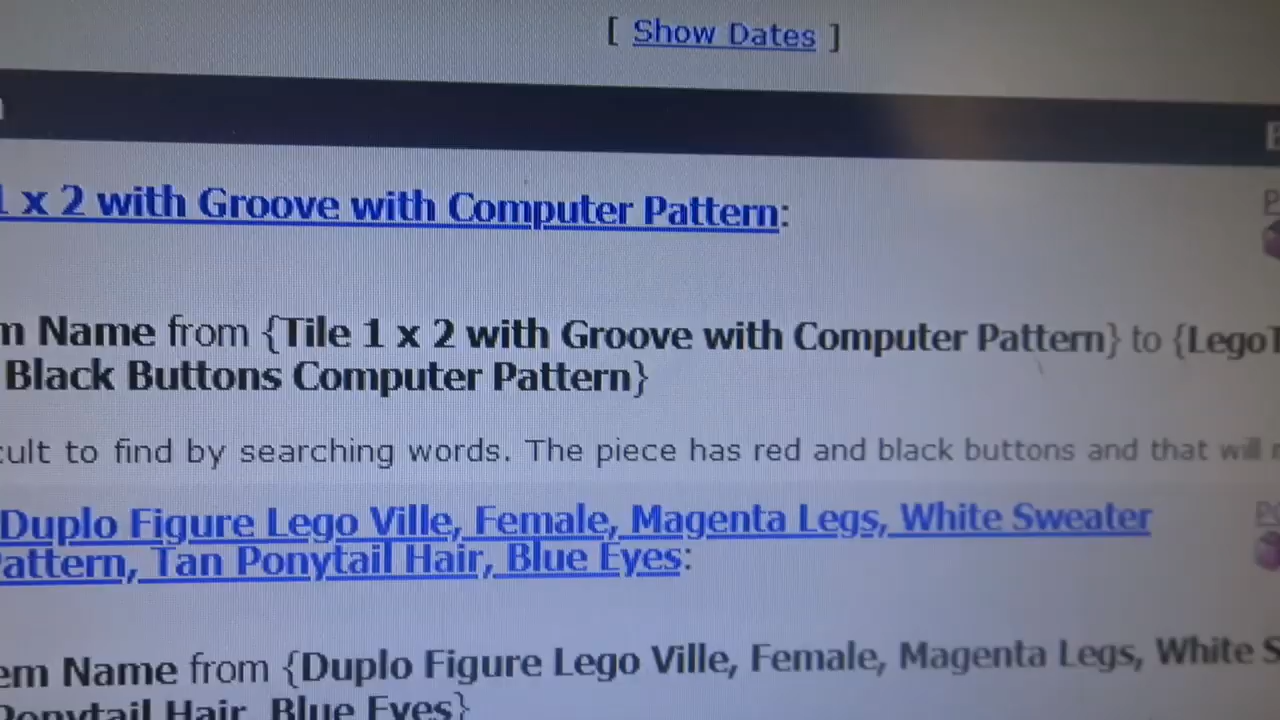 [ Show Dates ]
1 x 2 with Groove with Computer Pattern:
m Name from {Tile 1 x 2 with Groove with Computer Pattern} to {Lego
Black Buttons Computer Pattern}
cult to find by searching words. The piece has red and black buttons and that will
Duplo Figure Lego Ville, Female, Magenta Legs, White Sweater
attern, Tan Ponytail Hair, Blue Eyes:
em Name from {Duplo Figure Lego Ville, Female, Magenta Legs, White S
Ponytail Hair, Blue Eyes}